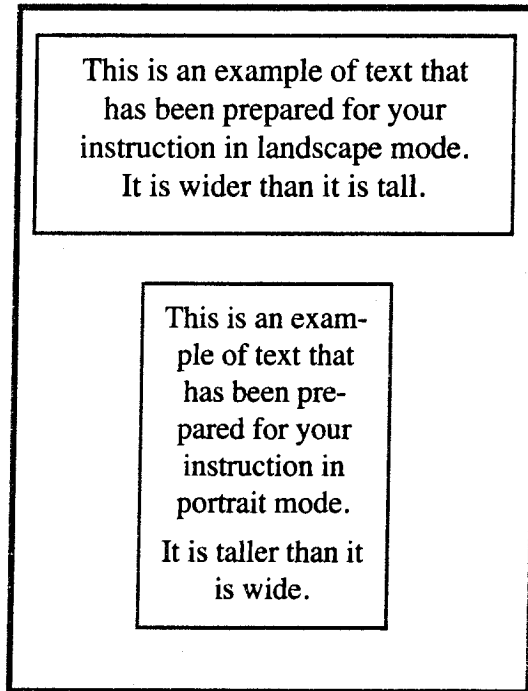 This is an example of text that
has been prepared for your
instruction in landscape mode.
It is wider than it is tall.
This is an exam-
ple of text that
has been pre-
pared for your
instruction in
portrait mode.
It is taller than it
is wide.